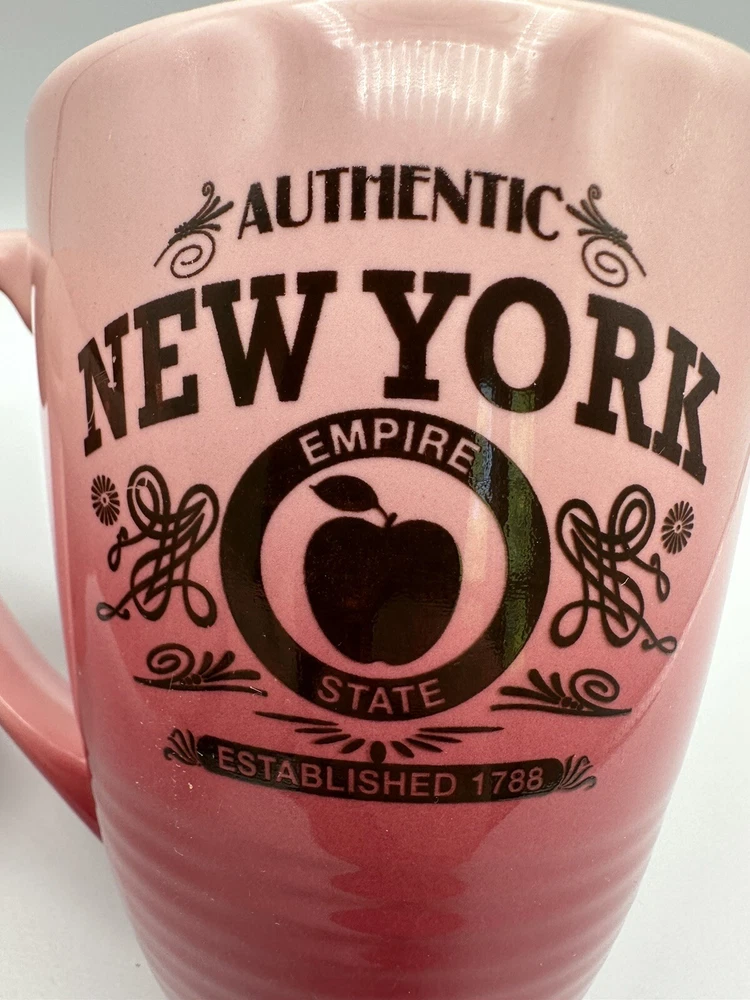 AUTHENTIC
NEW YORK
EMPIRE
STATE
ESTABLISHED 1788